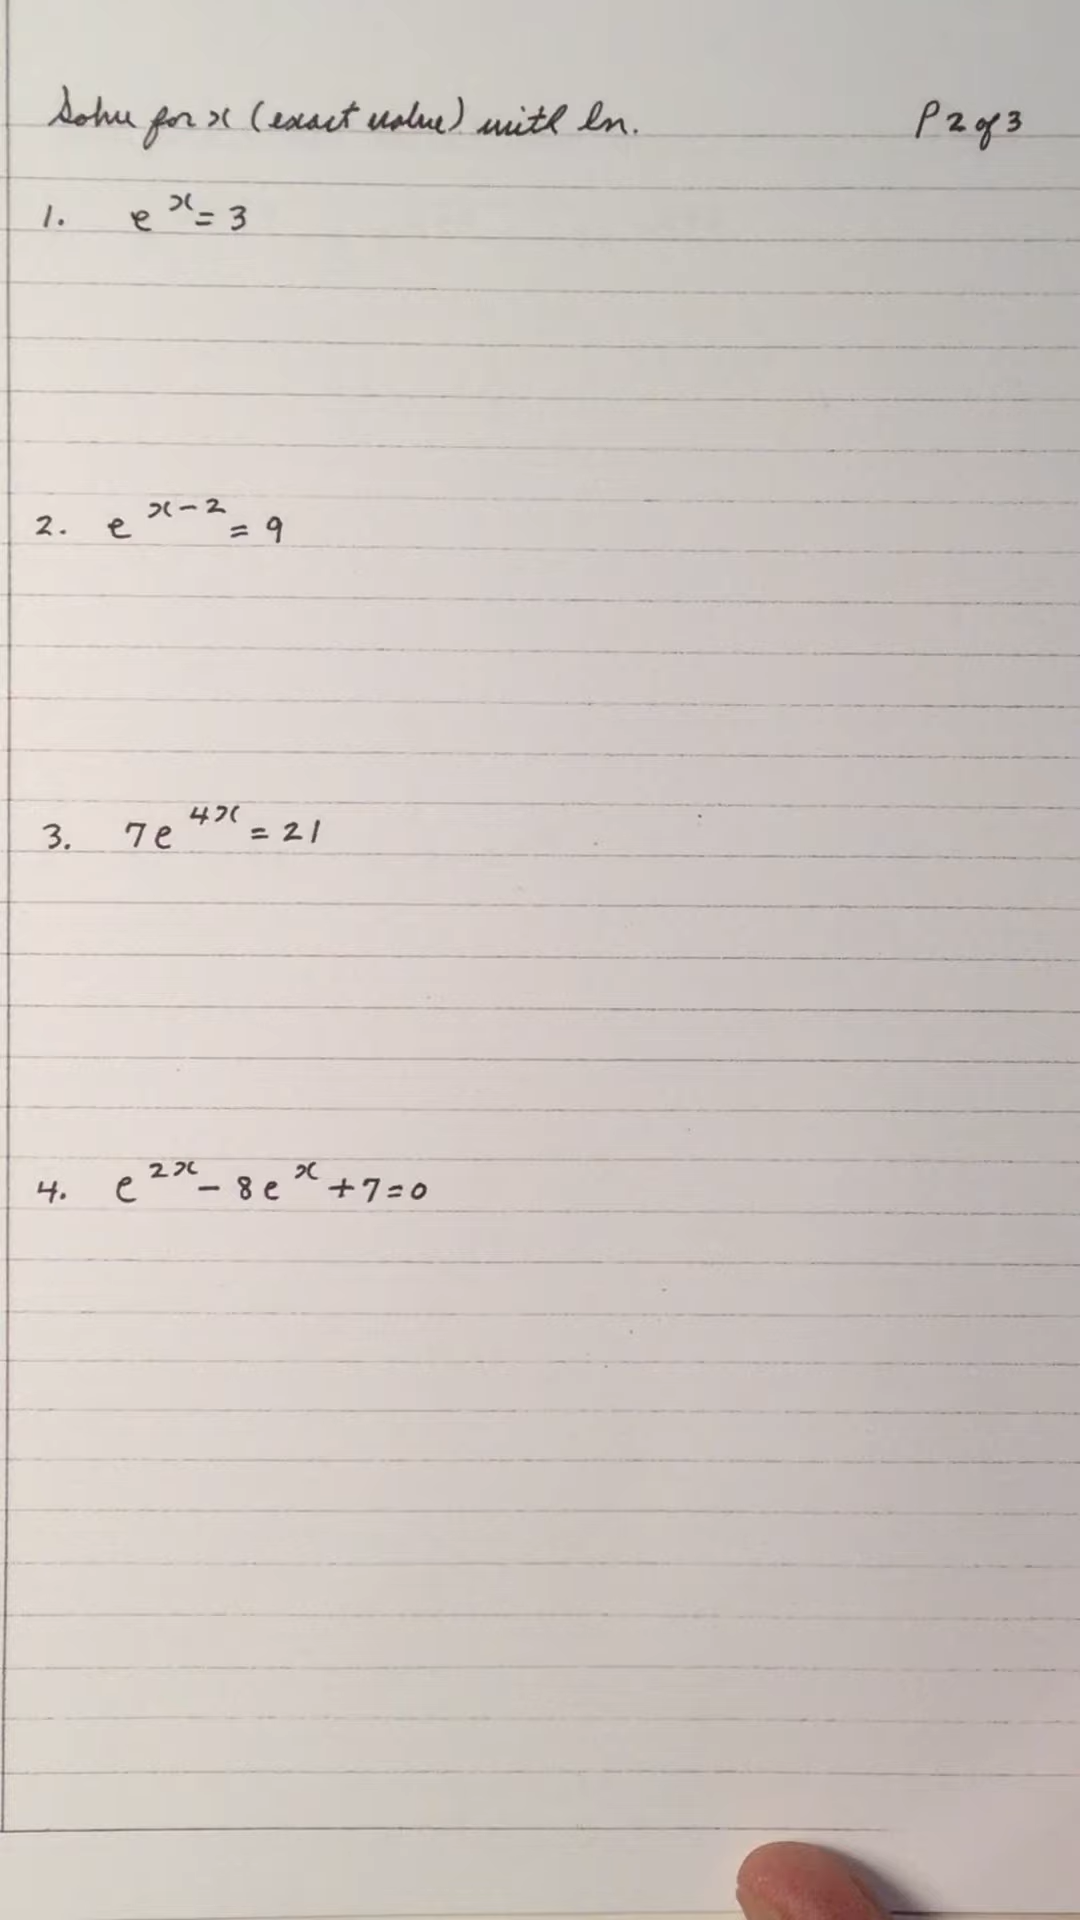 Solve for x (exact value) with ln. P 2 of 3
1. e^x = 3
2. e^(x-2) = 9
3. 7e^(4x) = 21
4. e^(2x) - 8e^x + 7 = 0